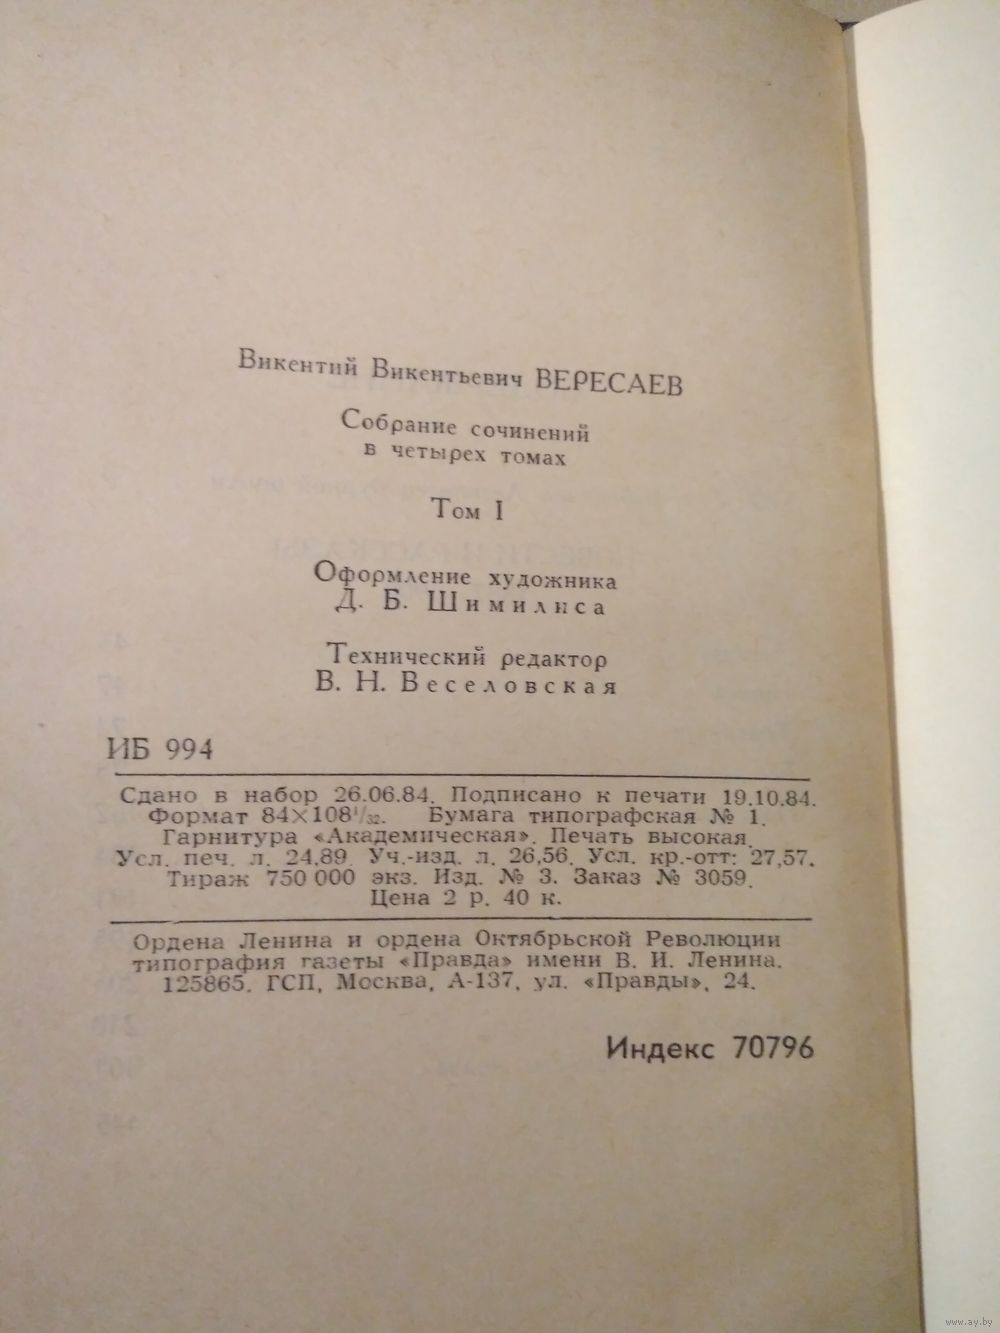 Викентий Викентьевич ВЕРЕСАЕВ
Собрание сочинений
в четырех томах
Том I
Оформление художника
Д. Б. Шимилиса
Технический редактор
В. Н. Веселовская
ИБ 994
Сдано в набор 26.06.84. Подписано к печати 19.10.84.
Формат 84×108¹/₃₂. Бумага типографская № 1.
Гарнитура «Академическая». Печать высокая.
Усл. печ. л. 24,89. Уч.-изд. л. 26,56. Усл. кр.-отт: 27,57.
Тираж 750 000 экз. Изд. № 3. Заказ № 3059.
Цена 2 р. 40 к.
Ордена Ленина и ордена Октябрьской Революции
типография газеты «Правда» имени В. И. Ленина.
125865. ГСП, Москва, А-137, ул. «Правды», 24.
Индекс 70796
www.ay.by